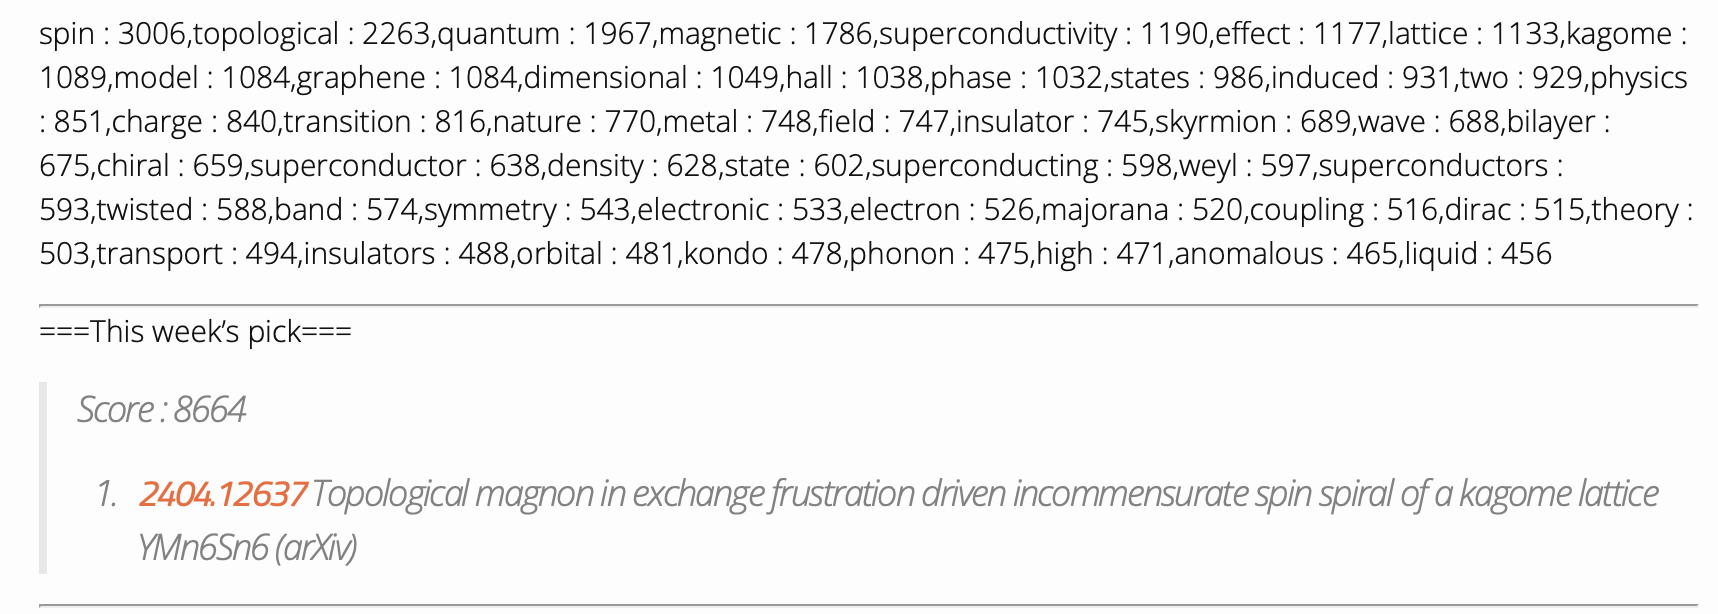 spin : 3006,topological : 2263,quantum : 1967,magnetic : 1786,superconductivity : 1190,effect : 1177,lattice : 1133,kagome :
1089,model : 1084,graphene : 1084,dimensional : 1049,hall : 1038,phase : 1032,states : 986,induced : 931,two : 929,physics
: 851,charge : 840,transition : 816,nature : 770,metal : 748,field : 747,insulator : 745,skyrmion : 689,wave : 688,bilayer :
675,chiral : 659,superconductor : 638,density : 628,state : 602,superconducting : 598,weyl : 597,superconductors :
593,twisted : 588,band : 574,symmetry : 543,electronic : 533,electron : 526,majorana : 520,coupling : 516,dirac : 515,theory :
503,transport : 494,insulators : 488,orbital : 481,kondo : 478,phonon : 475,high : 471,anomalous : 465,liquid : 456
===This week’s pick===
Score : 8664
1. 2404.12637 Topological magnon in exchange frustration driven incommensurate spin spiral of a kagome lattice
YMn6Sn6 (arXiv)